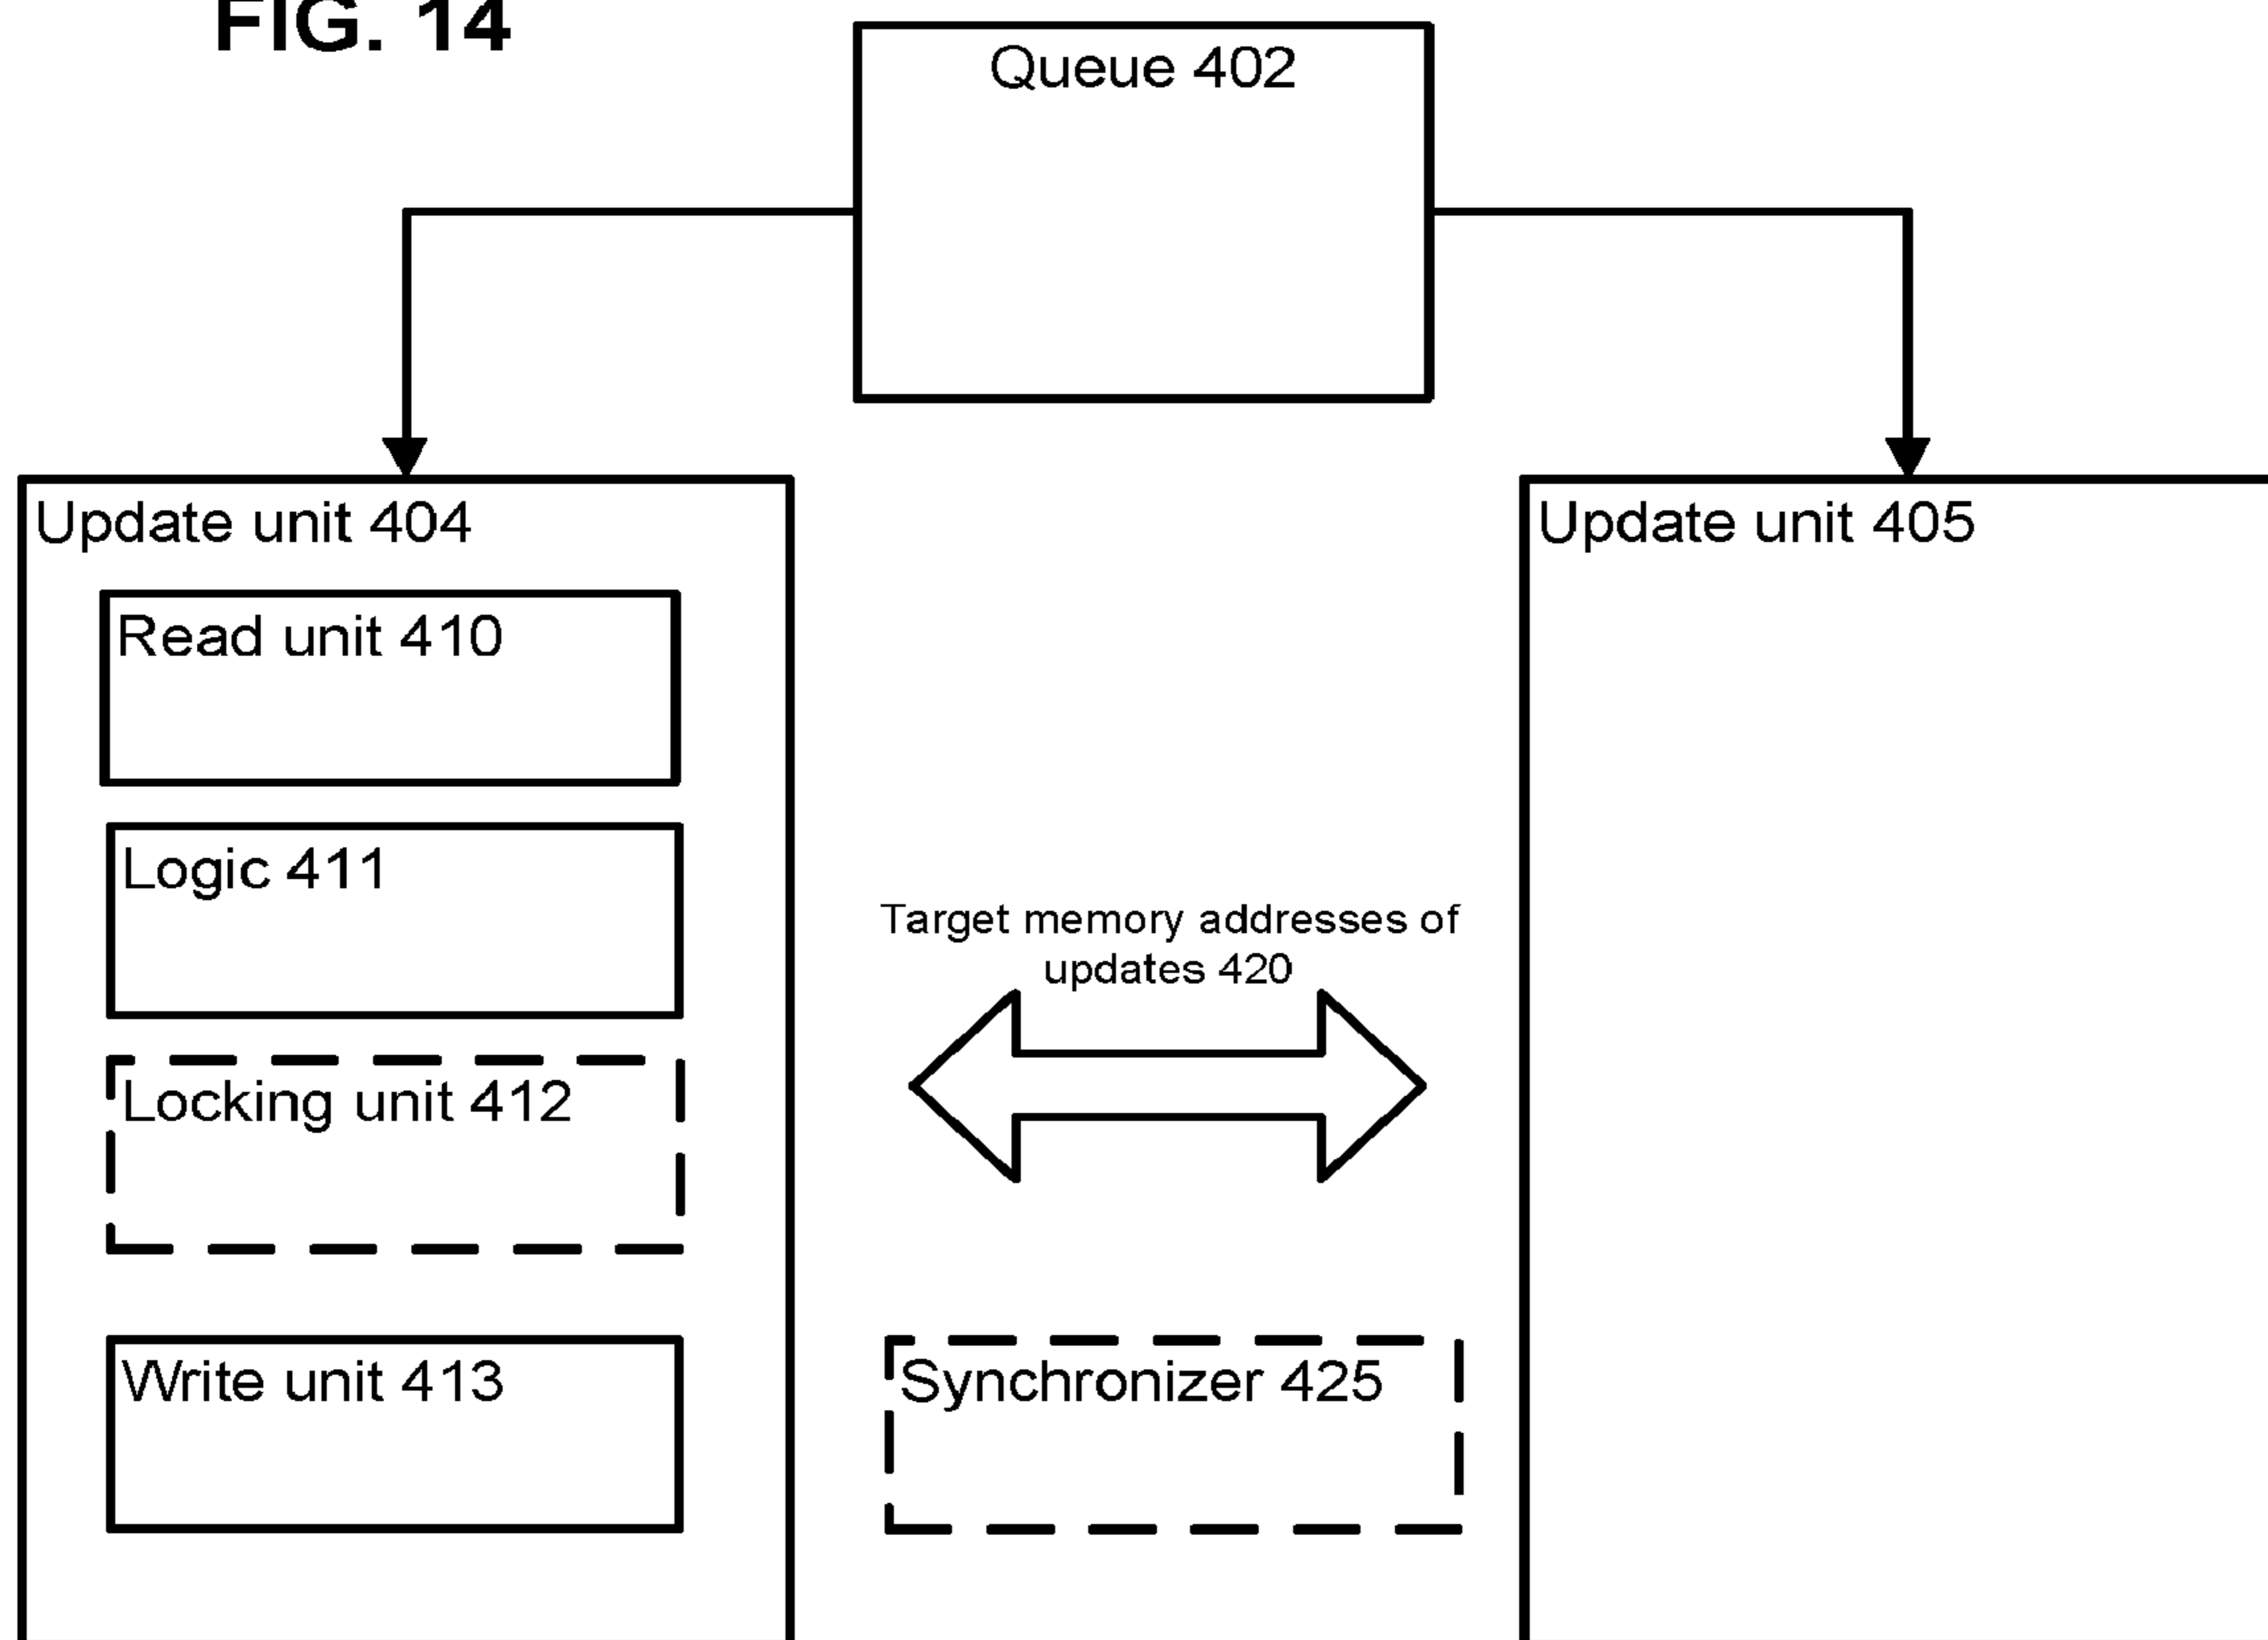 FIG. 14
Queue 402
Update unit 404
Update unit 405
Read unit 410
Logic 411
Target memory addresses of
updates 420
Locking unit 412
Write unit 413
Synchronizer 425